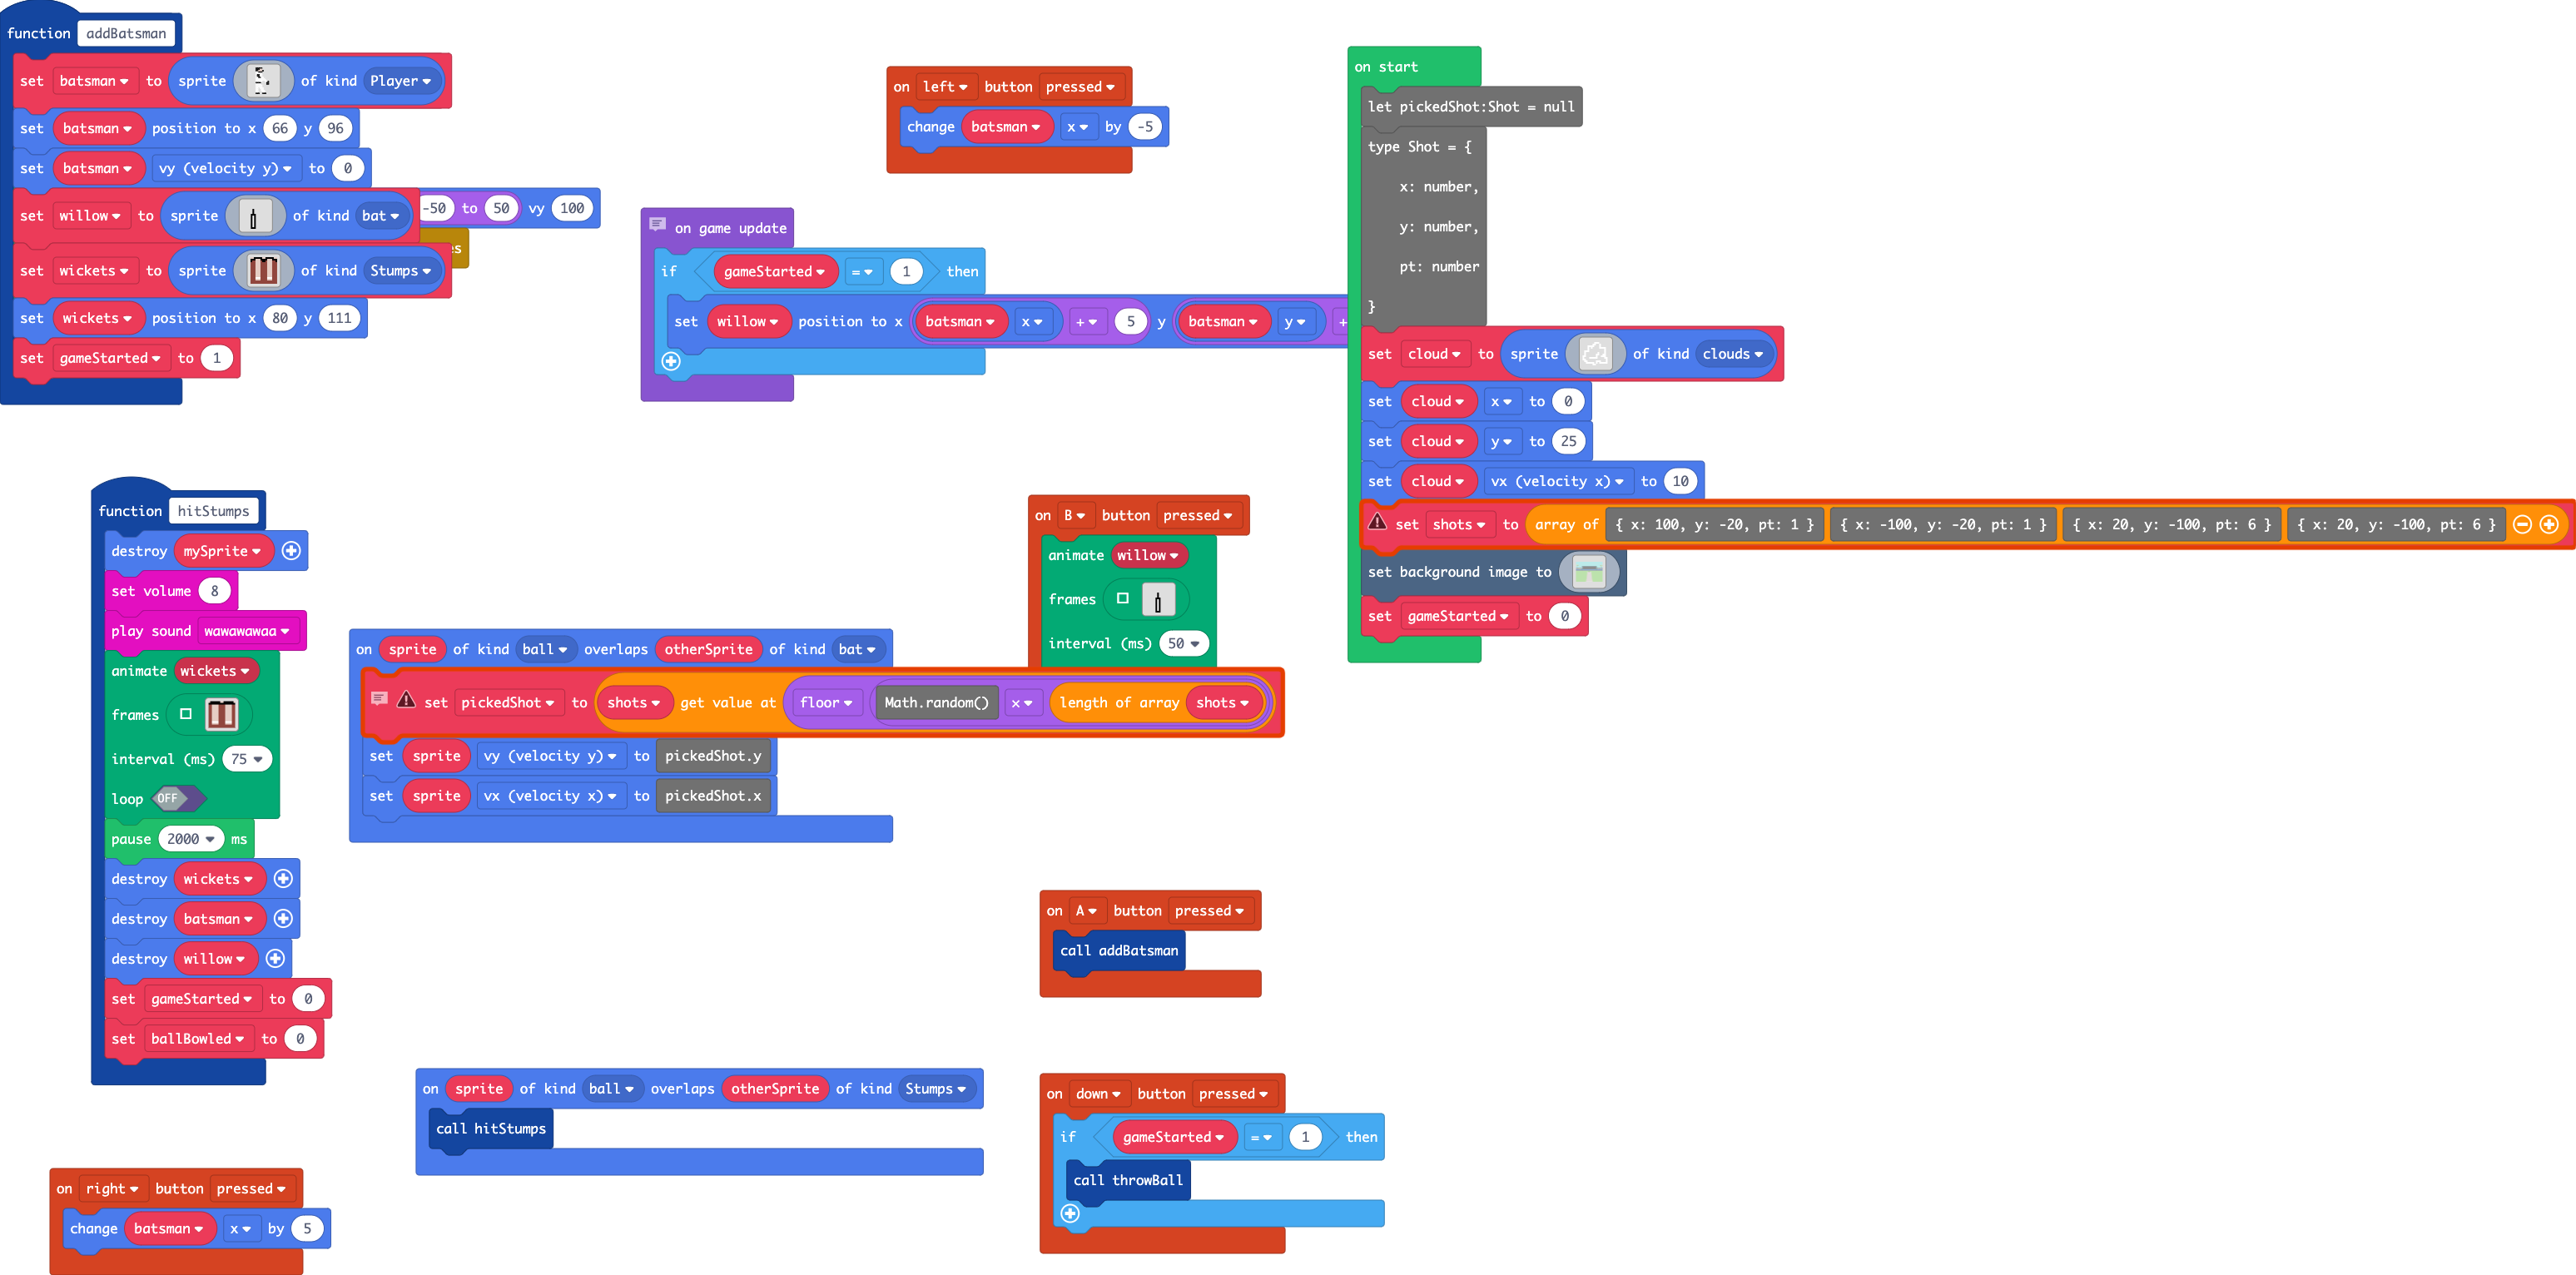 function addBatsman
set batsman to sprite of kind Player
set batsman position to x 66 y 96
set batsman vy (velocity y) to 0
set willow to sprite of kind bat
-50 to 50 vy 100
set wickets to sprite of kind Stumps
set wickets position to x 80 y 111
set gameStarted to 1
on left button pressed
change batsman x by -5
on game update
if gameStarted = 1 then
set willow position to x batsman x + 5 y batsman y +
on start
let pickedShot:Shot = null
type Shot = {
x: number,
y: number,
pt: number
}
set cloud to sprite of kind clouds
set cloud x to 0
set cloud y to 25
set cloud vx (velocity x) to 10
set shots to array of { x: 100, y: -20, pt: 1 } { x: -100, y: -20, pt: 1 } { x: 20, y: -100, pt: 6 } { x: 20, y: -100, pt: 6 }
set background image to
set gameStarted to 0
function hitStumps
destroy mySprite
set volume 8
play sound wawawawaa
animate wickets
frames
interval (ms) 75
loop OFF
pause 2000 ms
destroy wickets
destroy batsman
destroy willow
set gameStarted to 0
set ballBowled to 0
on B button pressed
animate willow
frames
interval (ms) 50
on sprite of kind ball overlaps otherSprite of kind bat
set pickedShot to shots get value at floor Math.random() x length of array shots
set sprite vy (velocity y) to pickedShot.y
set sprite vx (velocity x) to pickedShot.x
on A button pressed
call addBatsman
on sprite of kind ball overlaps otherSprite of kind Stumps
call hitStumps
on down button pressed
if gameStarted = 1 then
call throwBall
on right button pressed
change batsman x by 5